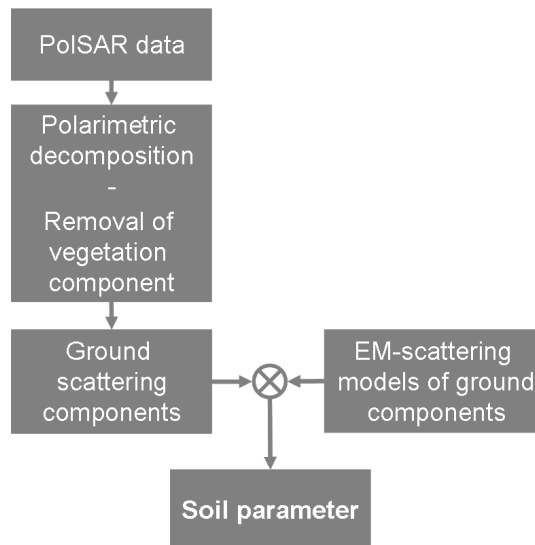 PolSAR data
Polarimetric
decomposition
-
Removal of
vegetation
component
Ground
scattering
components
EM-scattering
models of ground
components
Soil parameter